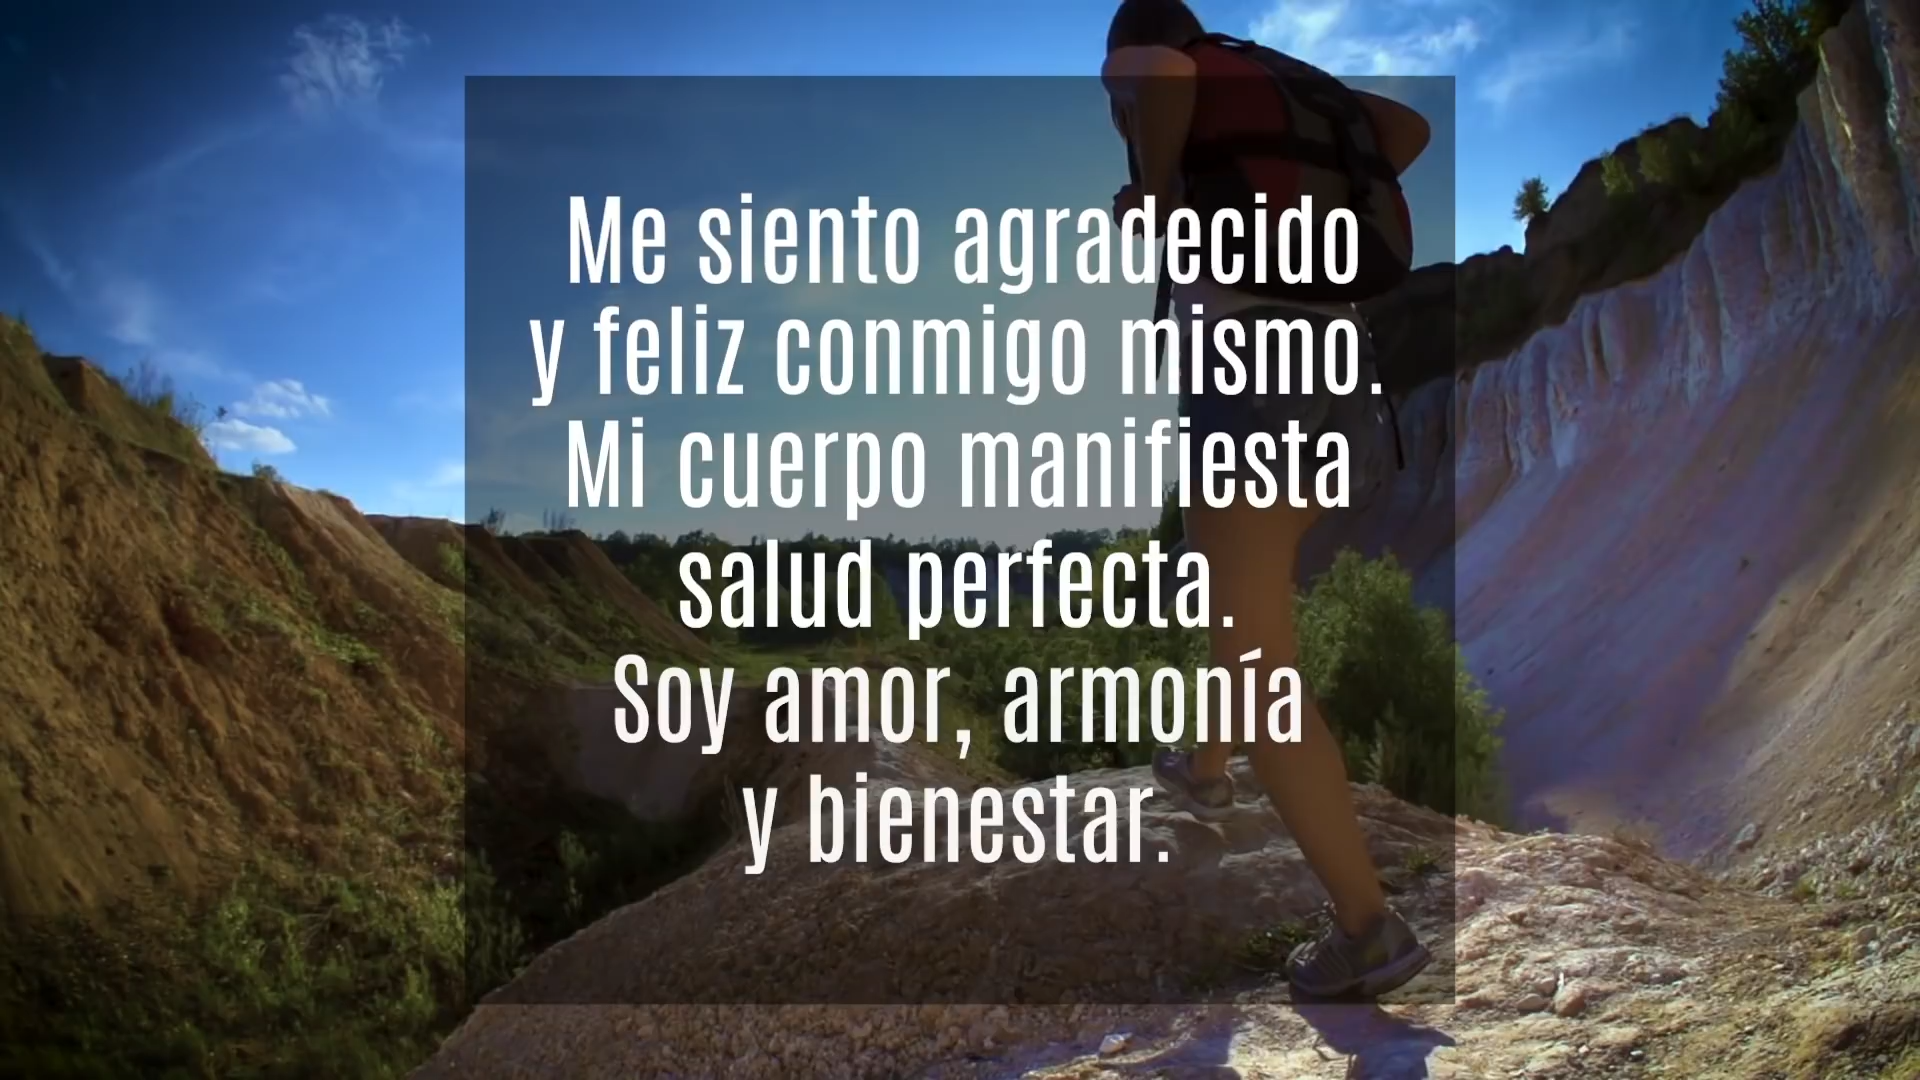 Me siento agradecido
y feliz conmigo mismo.
Mi cuerpo manifiesta
salud perfecta.
Soy amor, armonía
y bienestar.